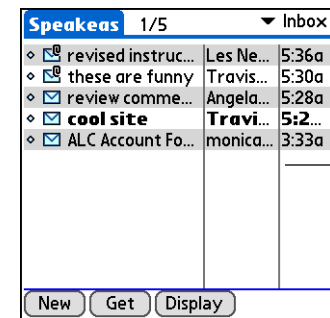 Speakeas 1/5 Inbox
revised instruc... Les Ne... 5:36a
these are funny Travis... 5:30a
review comme... Angela... 5:28a
cool site Travi... 5:2...
ALC Account Fo... monica... 3:33a
New Get Display